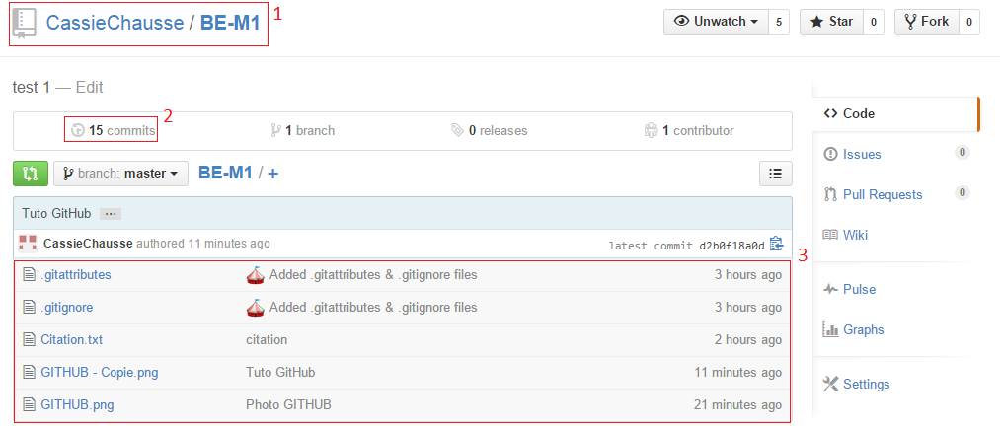 CassieChausse / BE-M1 1
Unwatch 5 Star 0 Fork 0
test 1 — Edit
15 commits 2
1 branch
0 releases
1 contributor
branch: master BE-M1 / +
Tuto GitHub ...
CassieChausse authored 11 minutes ago latest commit d2b0f18a0d
3
.gitattributes Added .gitattributes & .gitignore files 3 hours ago
.gitignore Added .gitattributes & .gitignore files 3 hours ago
Citation.txt citation 2 hours ago
GITHUB - Copie.png Tuto GitHub 11 minutes ago
GITHUB.png Photo GITHUB 21 minutes ago
Code
Issues 0
Pull Requests 0
Wiki
Pulse
Graphs
Settings